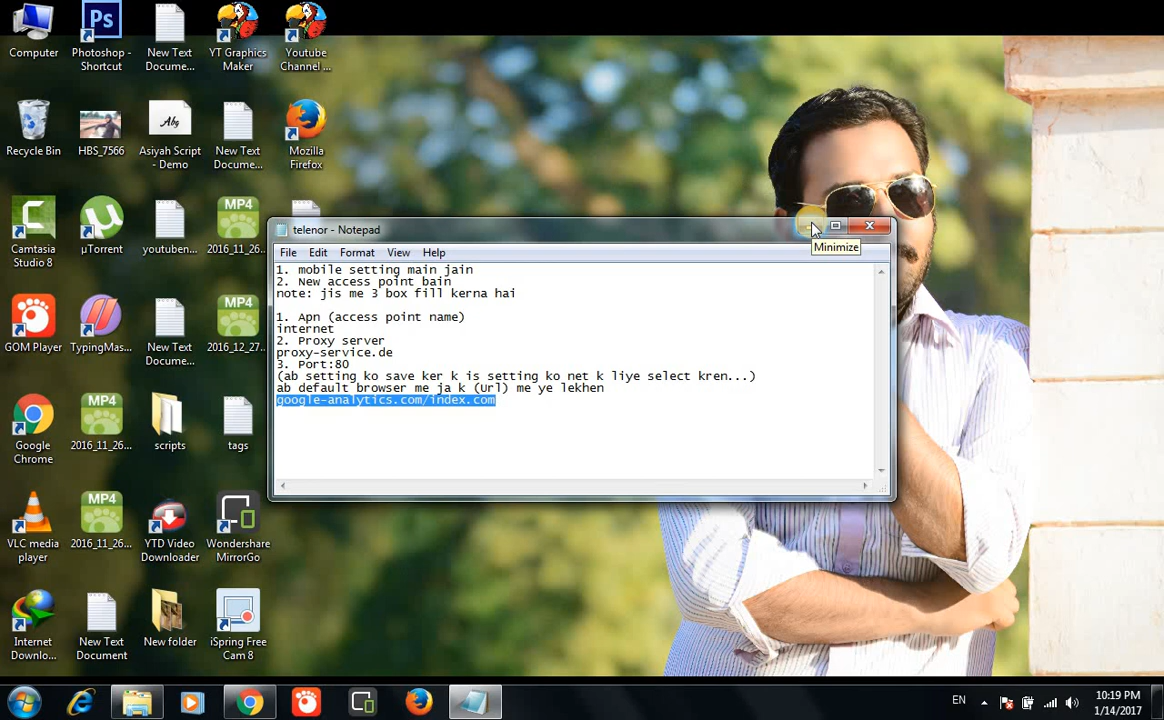 Computer
Photoshop - Shortcut
New Text Docume...
YT Graphics Maker
Youtube Channel ...
Recycle Bin
HBS_7566
Asiyah Script - Demo
New Text Docume...
Mozilla Firefox
Camtasia Studio 8
µTorrent
youtuben...
2016_11_26...
GOM Player
TypingMas...
New Text Docume...
2016_12_27...
Google Chrome
2016_11_26...
scripts
tags
VLC media player
2016_11_26...
YTD Video Downloader
Wondershare MirrorGo
Internet Downlo...
New Text Document
New folder
iSpring Free Cam 8
Ps
Aby
MP4
MP4
MP4
MP4
telenor - Notepad
Minimize
File Edit Format View Help
1. mobile setting main jain
2. New access point bain
note: jis me 3 box fill kerna hai
1. Apn (access point name)
internet
2. Proxy server
proxy-service.de
3. Port:80
(ab setting ko save ker k is setting ko net k liye select kren...)
ab default browser me ja k (Url) me ye lekhen
google-analytics.com/index.com
EN
10:19 PM
1/14/2017